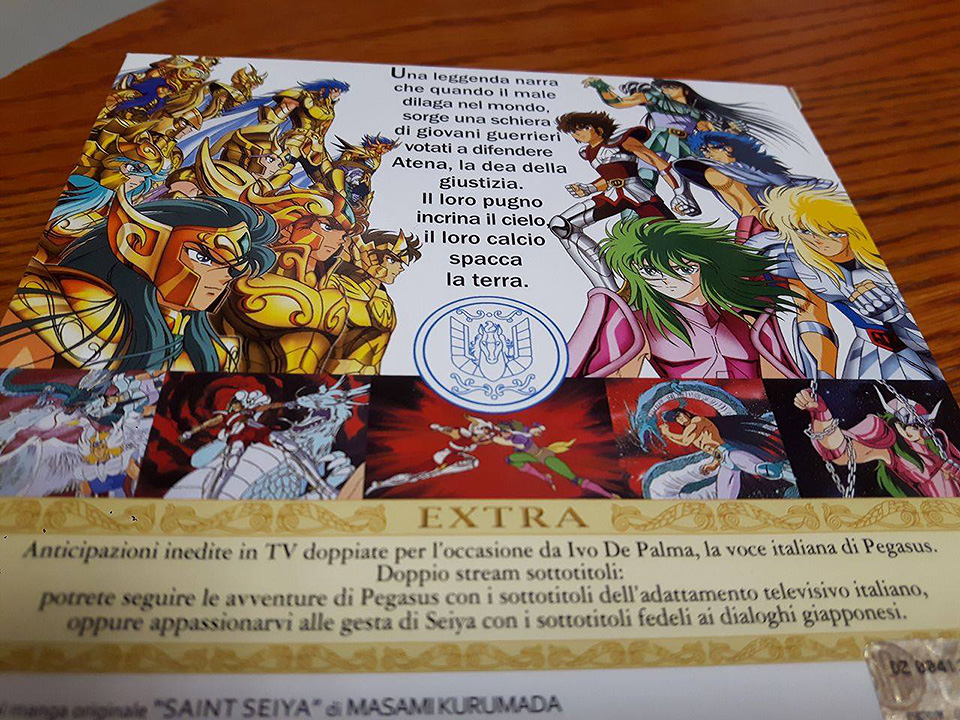 Una leggenda narra
che quando il male
dilaga nel mondo,
sorge una schiera
di giovani guerrieri
votati a difendere
Atena, la dea della
giustizia.
Il loro pugno
incrina il cielo,
il loro calcio
spacca
la terra.
EXTRA
Anticipazioni inedite in TV doppiate per l'occasione da Ivo De Palma, la voce italiana di Pegasus.
Doppio stream sottotitoli:
potrete seguire le avventure di Pegasus con i sottotitoli dell'adattamento televisivo italiano,
oppure appassionarvi alle gesta di Seiya con i sottotitoli fedeli ai dialoghi giapponesi.
manga originale "SAINT SEIYA" di MASAMI KURUMADA